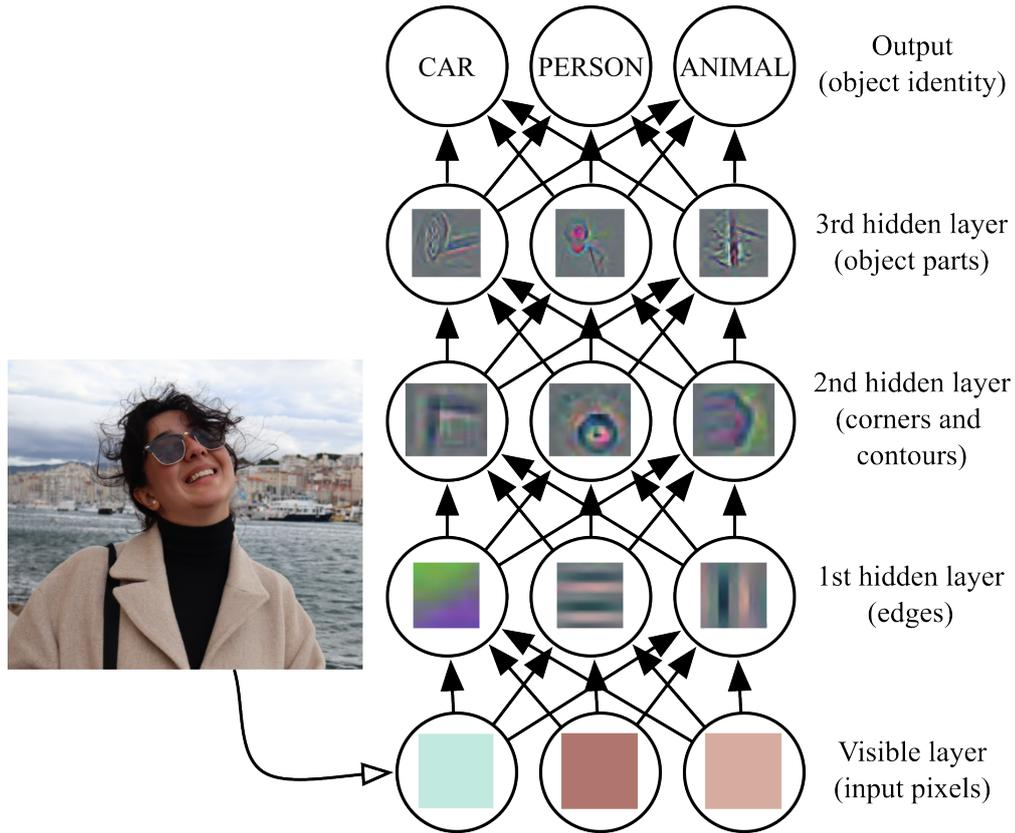 CAR
PERSON
ANIMAL
Output
(object identity)
3rd hidden layer
(object parts)
2nd hidden layer
(corners and
contours)
1st hidden layer
(edges)
Visible layer
(input pixels)